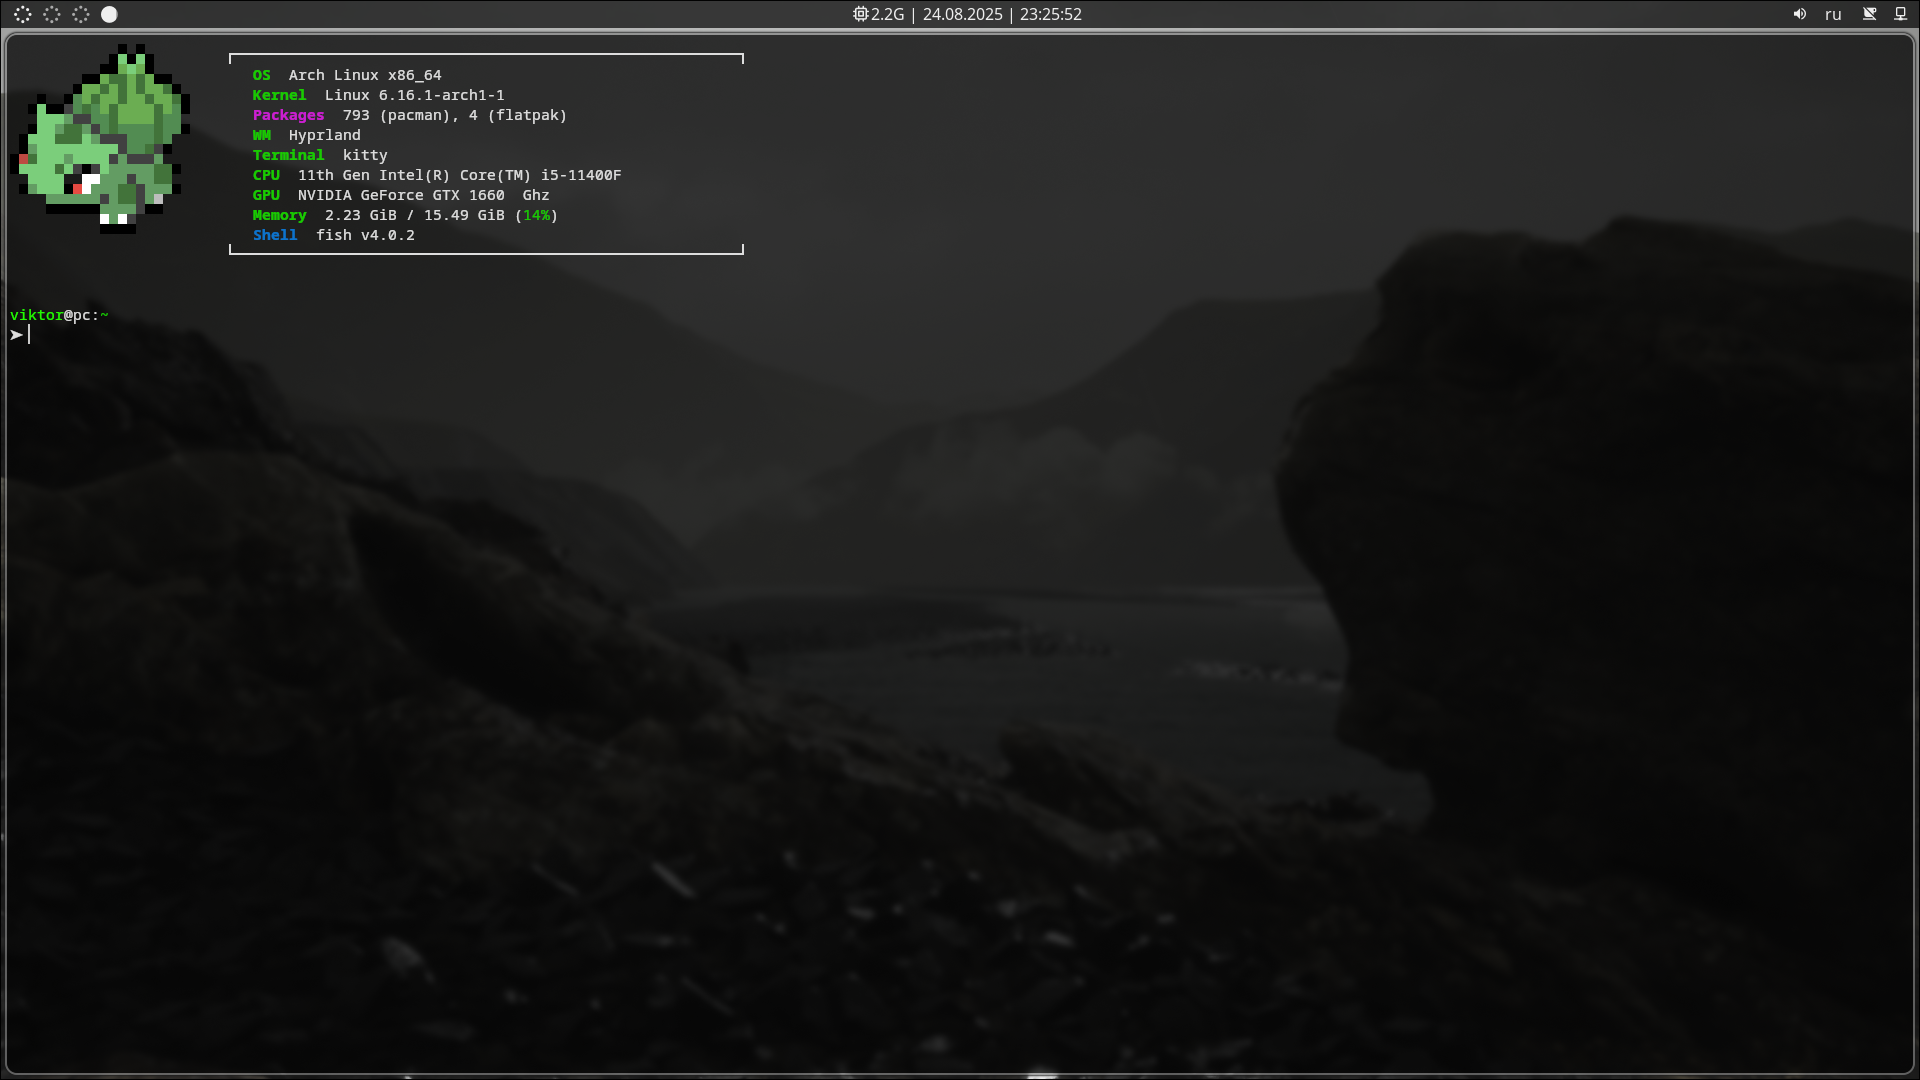 2.2G | 24.08.2025 | 23:25:52
ru
OS  Arch Linux x86_64
Kernel  Linux 6.16.1-arch1-1
Packages  793 (pacman), 4 (flatpak)
WM  Hyprland
Terminal  kitty
CPU  11th Gen Intel(R) Core(TM) i5-11400F
GPU  NVIDIA GeForce GTX 1660  Ghz
Memory  2.23 GiB / 15.49 GiB (14%)
Shell  fish v4.0.2
viktor@pc:~
➤